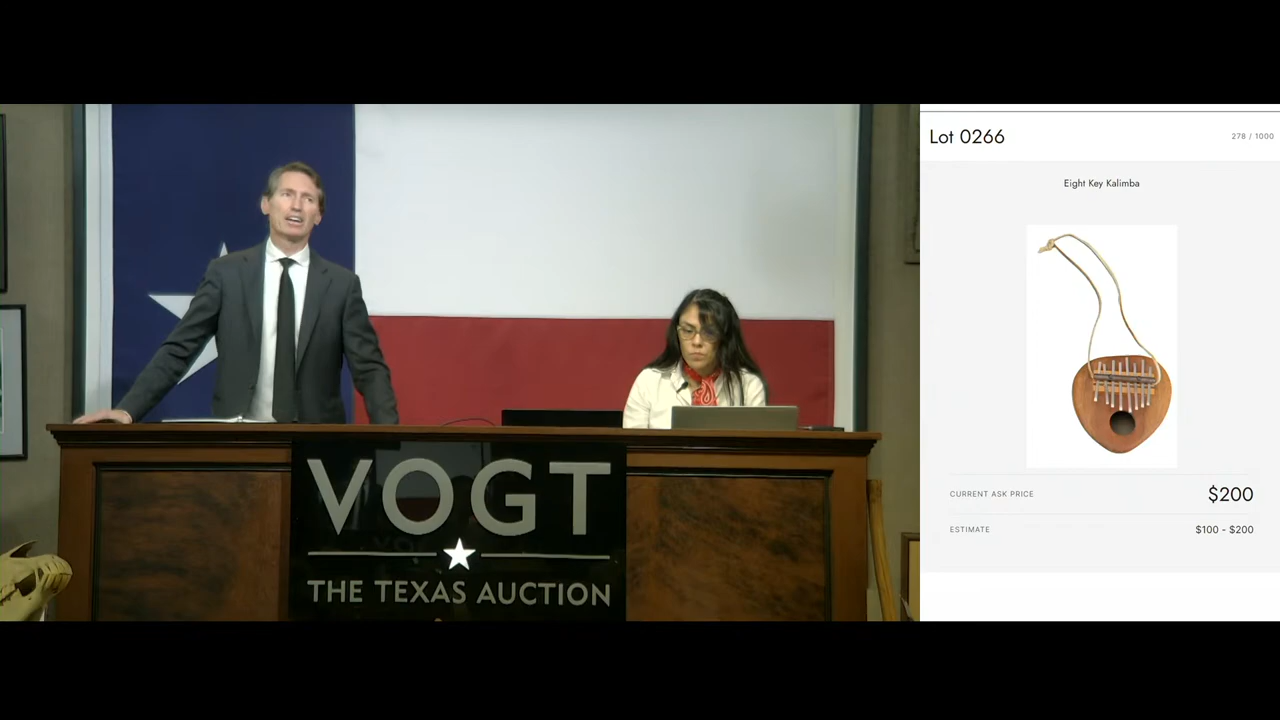 VOGT
THE TEXAS AUCTION
Lot 0266
278 / 1000
Eight Key Kalimba
CURRENT ASK PRICE
$200
ESTIMATE
$100 - $200